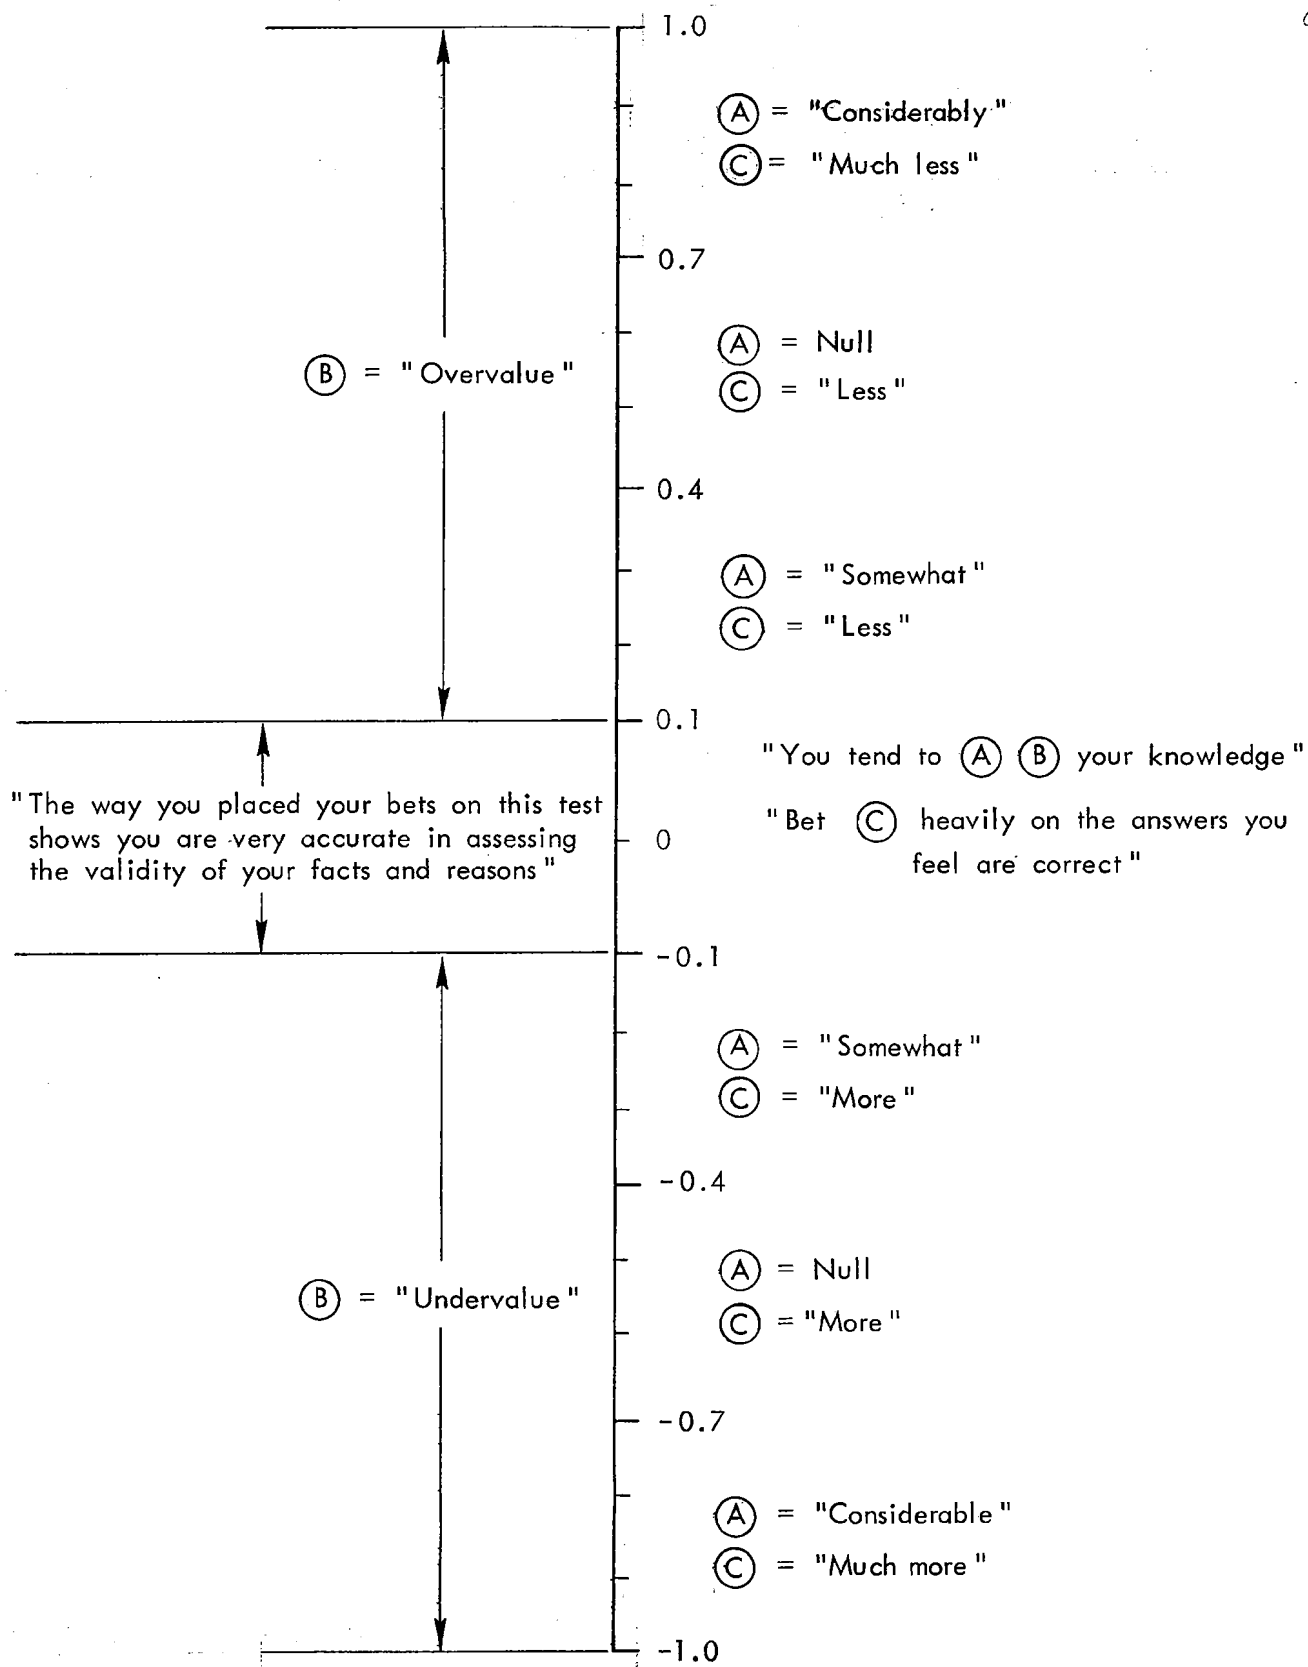 1.0
(A) = "Considerably"
(C) = "Much less"
0.7
(A) = Null
(B) = "Overvalue"
(C) = "Less"
0.4
(A) = "Somewhat"
(C) = "Less"
0.1
"You tend to (A) (B) your knowledge"
"The way you placed your bets on this test
shows you are very accurate in assessing
the validity of your facts and reasons"
0
"Bet (C) heavily on the answers you
feel are correct"
-0.1
(A) = "Somewhat"
(C) = "More"
-0.4
(A) = Null
(B) = "Undervalue"
(C) = "More"
-0.7
(A) = "Considerable"
(C) = "Much more"
-1.0